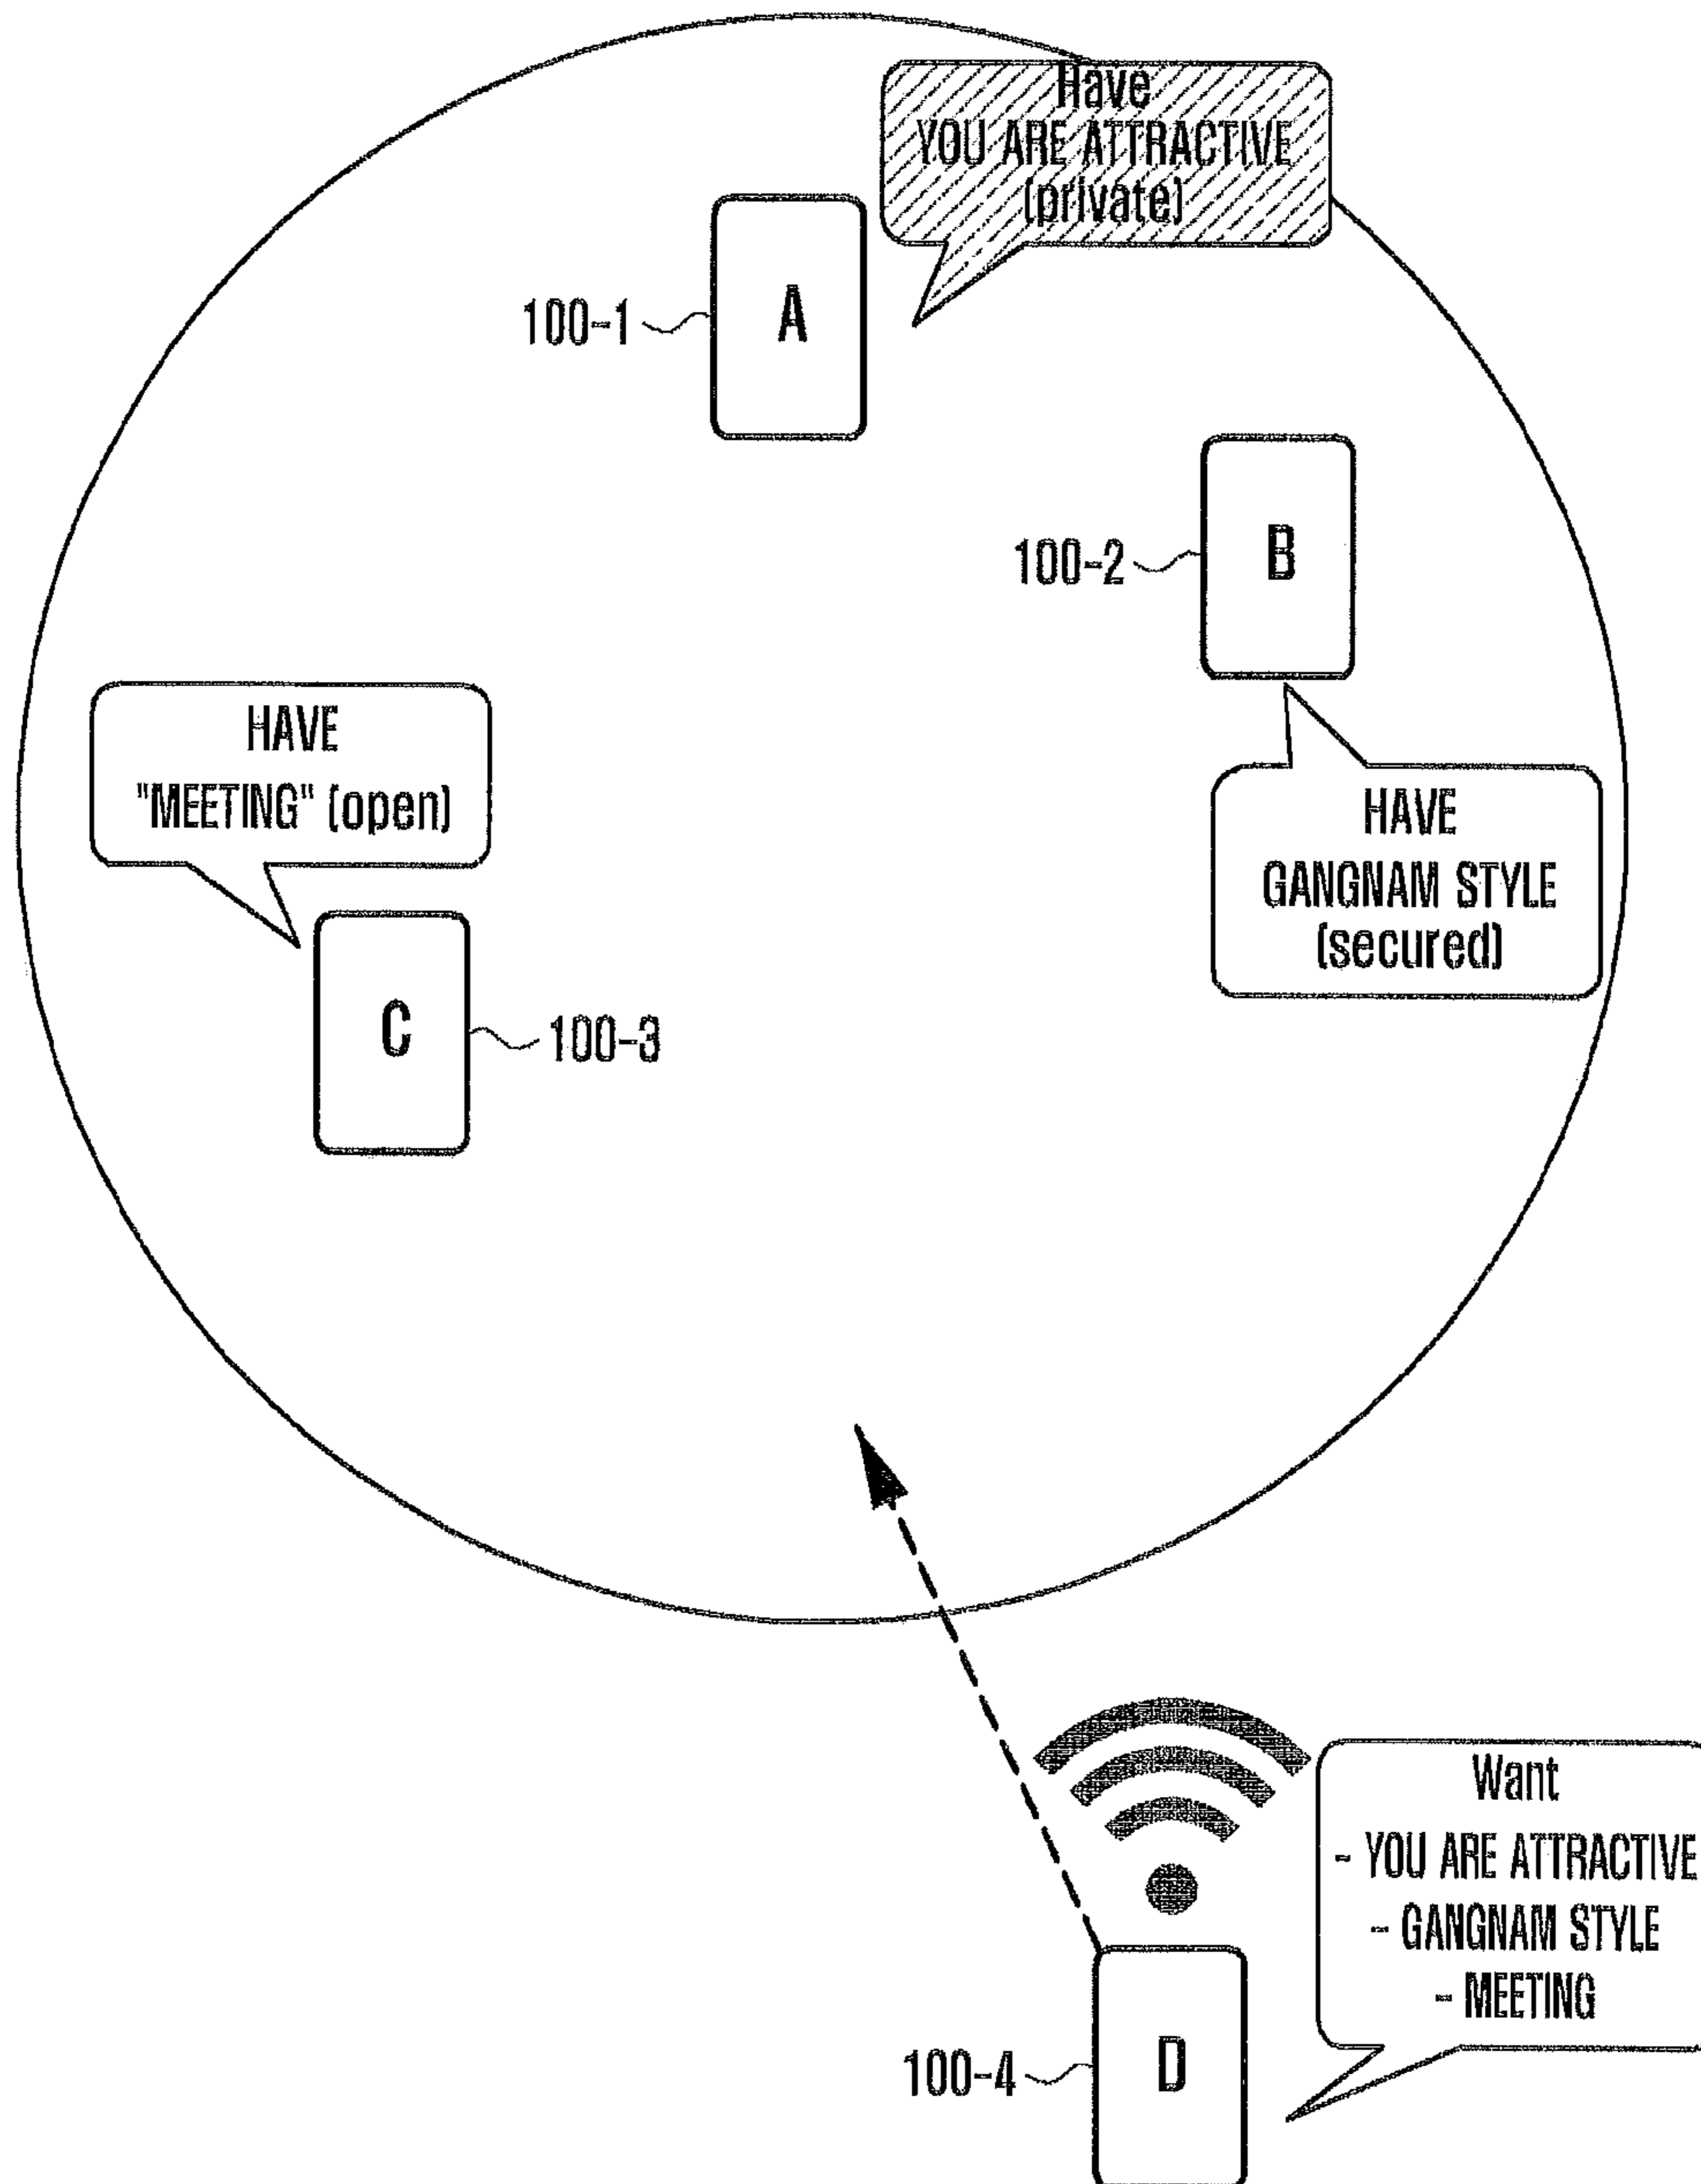 Have
YOU ARE ATTRACTIVE
(private)
100-1
A
100-2
B
HAVE
"MEETING" (open)
HAVE
GANGNAM STYLE
(secured)
C
100-3
Want
- YOU ARE ATTRACTIVE
- GANGNAM STYLE
- MEETING
100-4
D